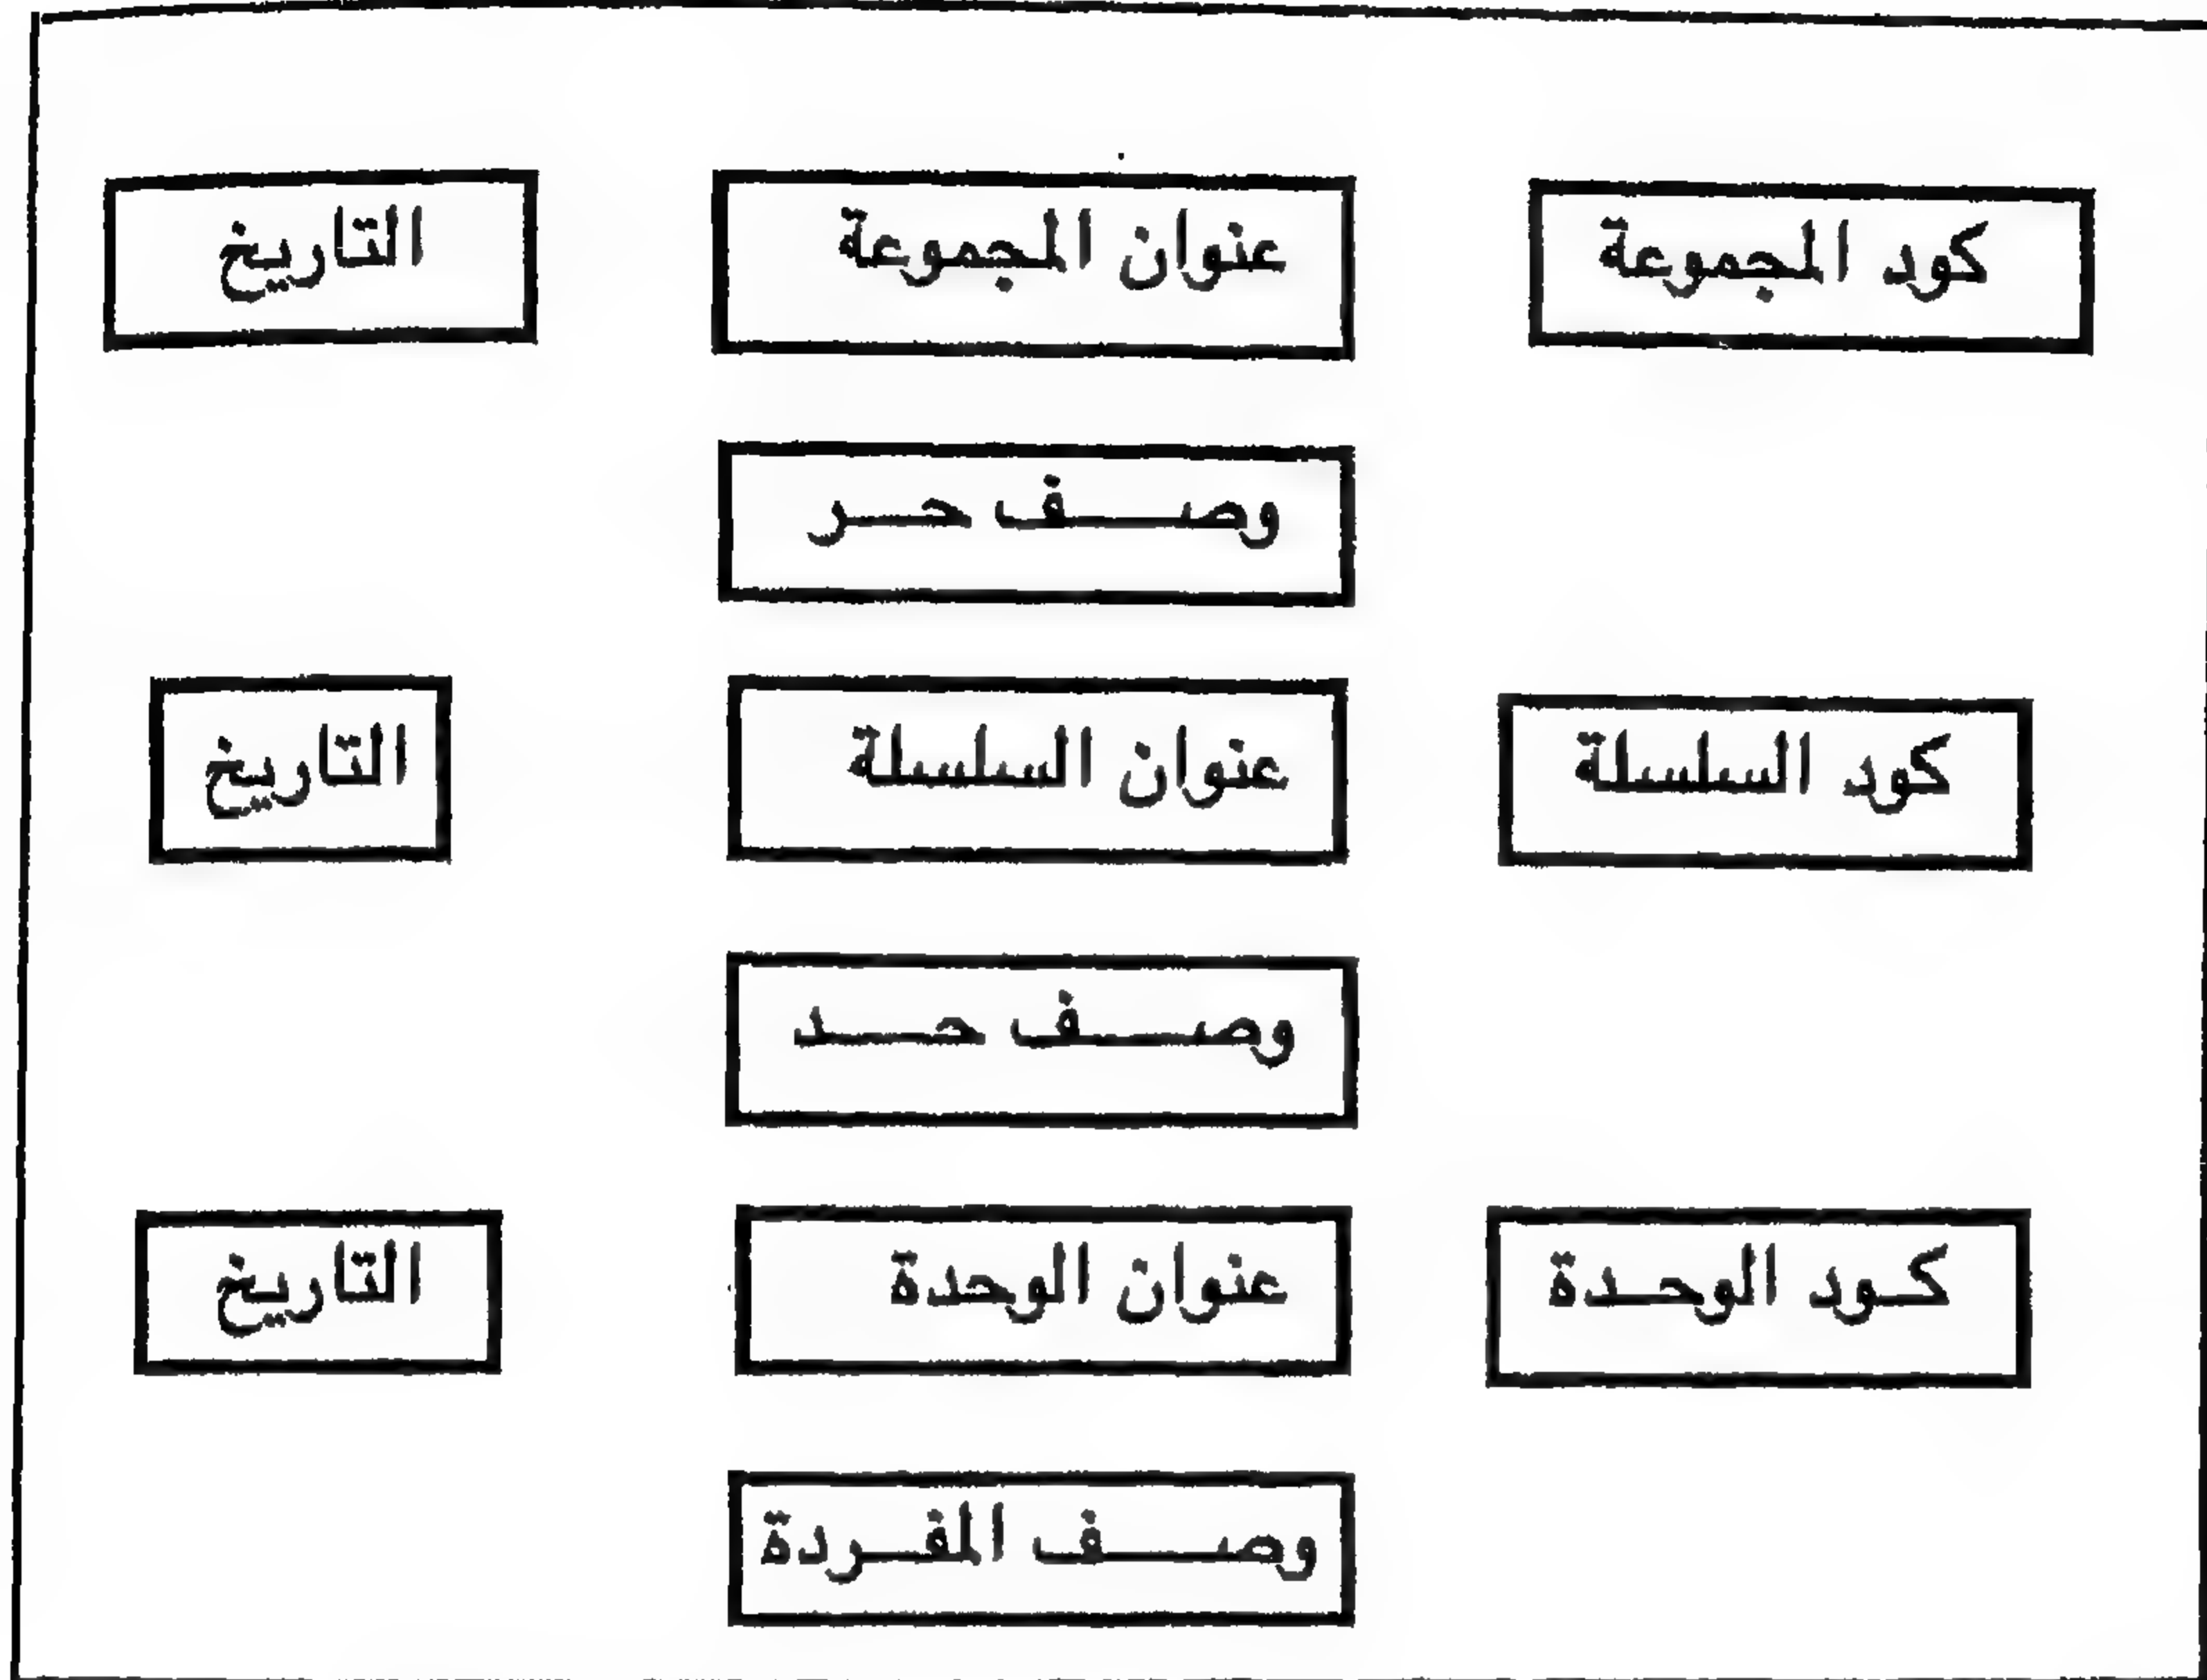 كود المجموعة عنوان المجموعة التاريخ
وصف حر
كود السلسلة عنوان السلسلة التاريخ
وصف حد
كود الوحدة عنوان الوحدة التاريخ
وصف المفردة